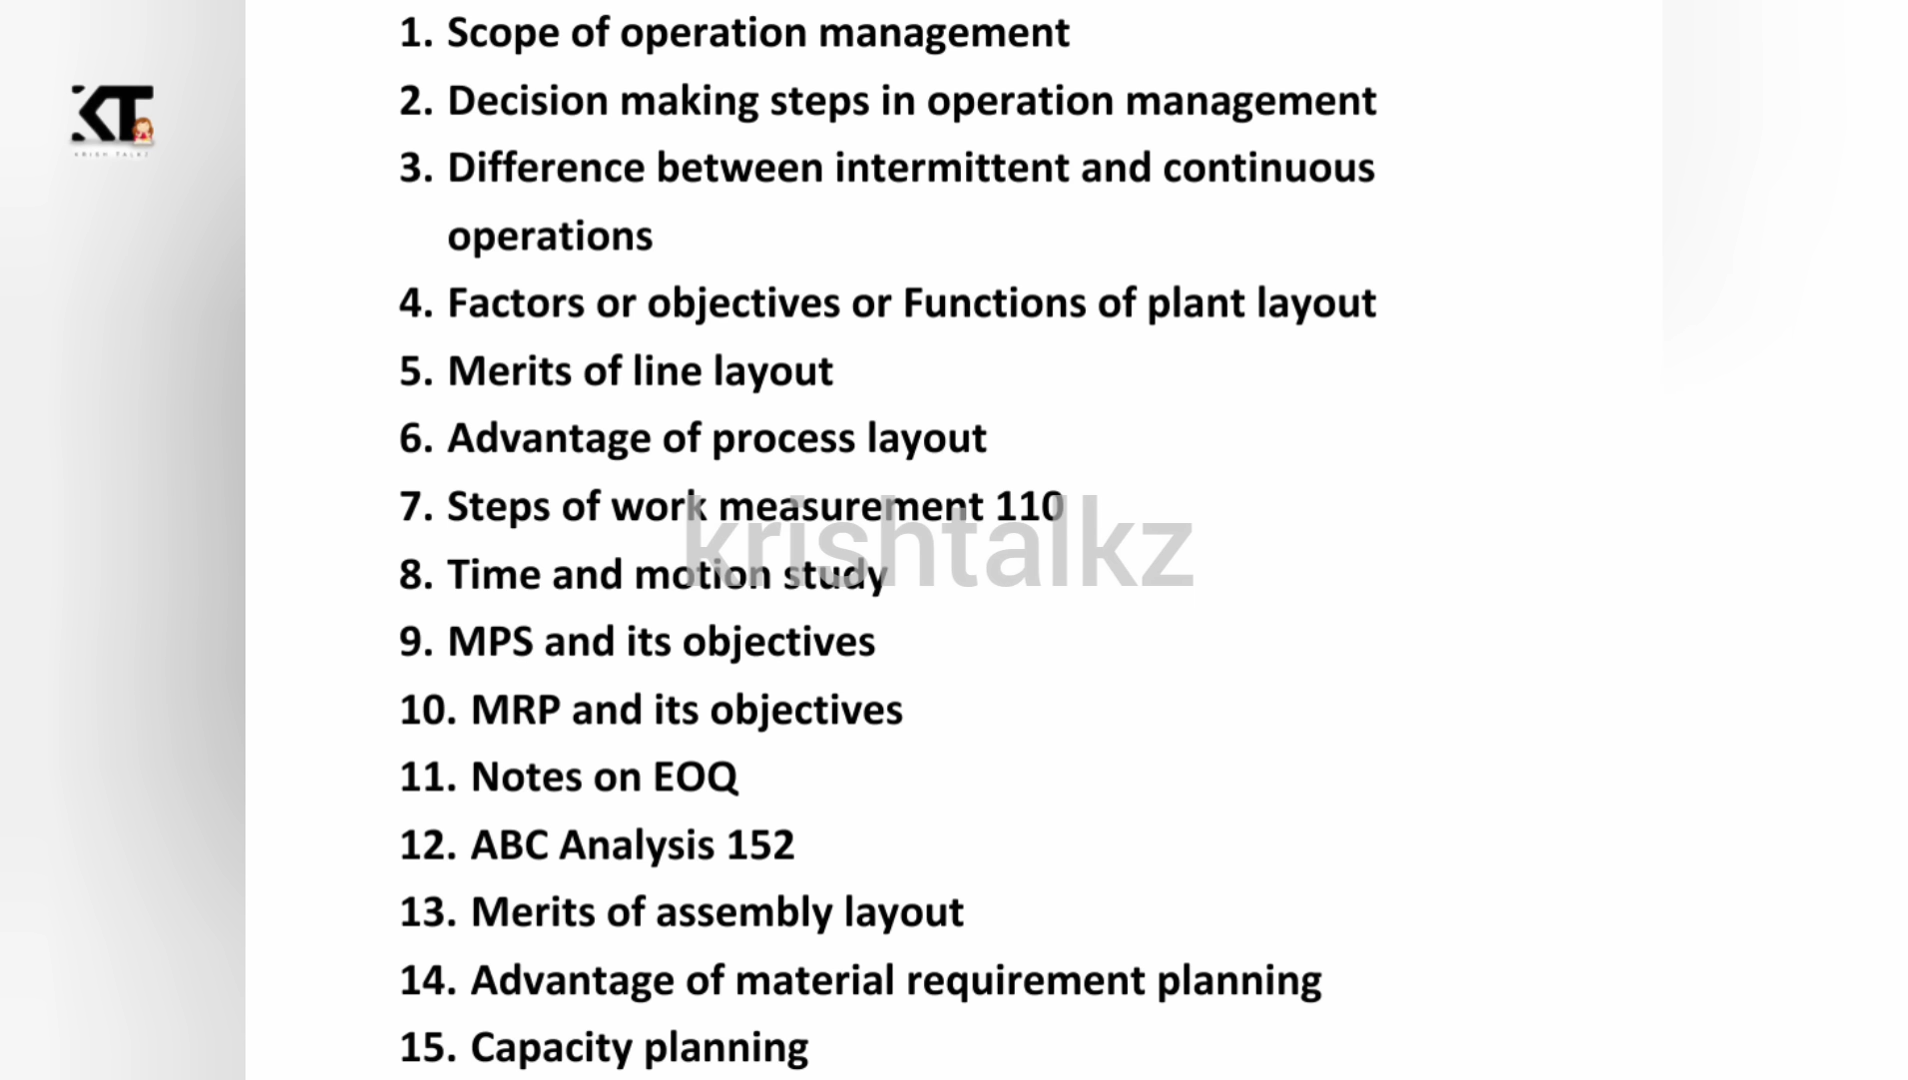 1. Scope of operation management
2. Decision making steps in operation management
KT
KRISH TALKZ
3. Difference between intermittent and continuous
operations
4. Factors or objectives or Functions of plant layout
5. Merits of line layout
6. Advantage of process layout
7. Steps of work measurement 110
krishtalkz
8. Time and motion study
9. MPS and its objectives
10. MRP and its objectives
11. Notes on EOQ
12. ABC Analysis 152
13. Merits of assembly layout
14. Advantage of material requirement planning
15. Capacity planning